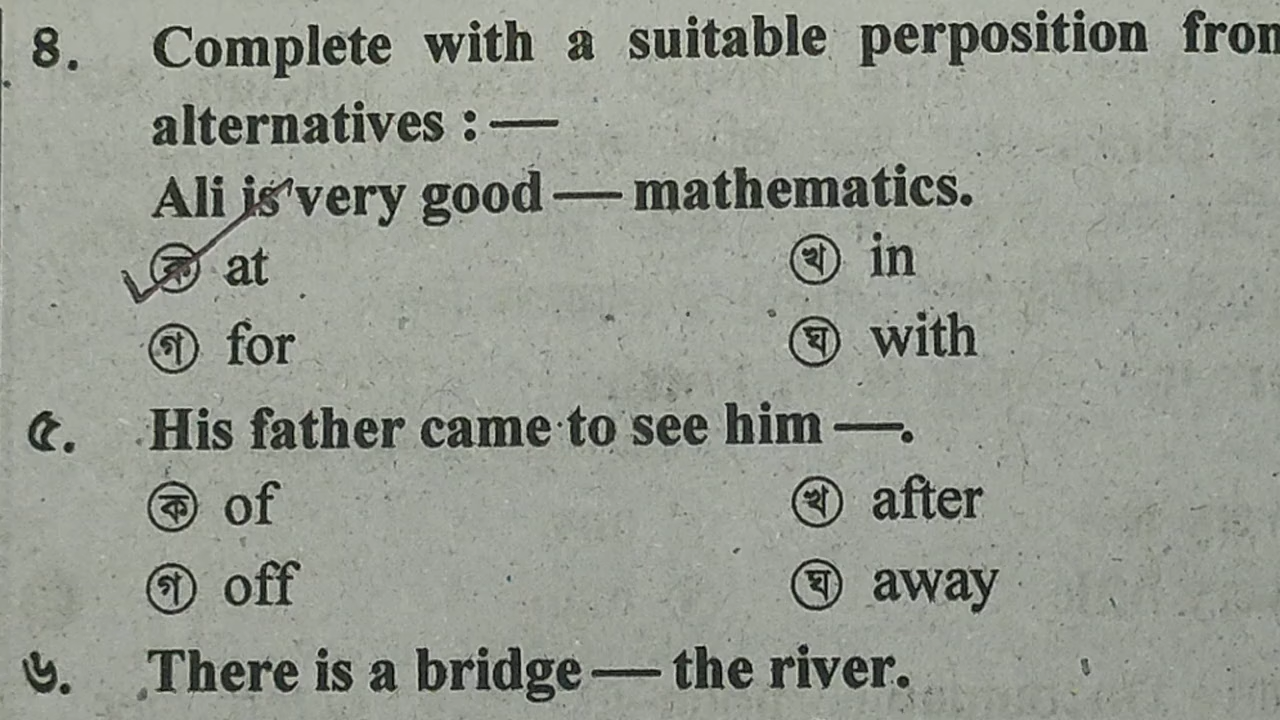 ৪. Complete with a suitable perposition from
alternatives : —
Ali is very good — mathematics.
ক at খ in
গ for ঘ with
৫. His father came to see him —.
ক of খ after
গ off ঘ away
৬. There is a bridge — the river.